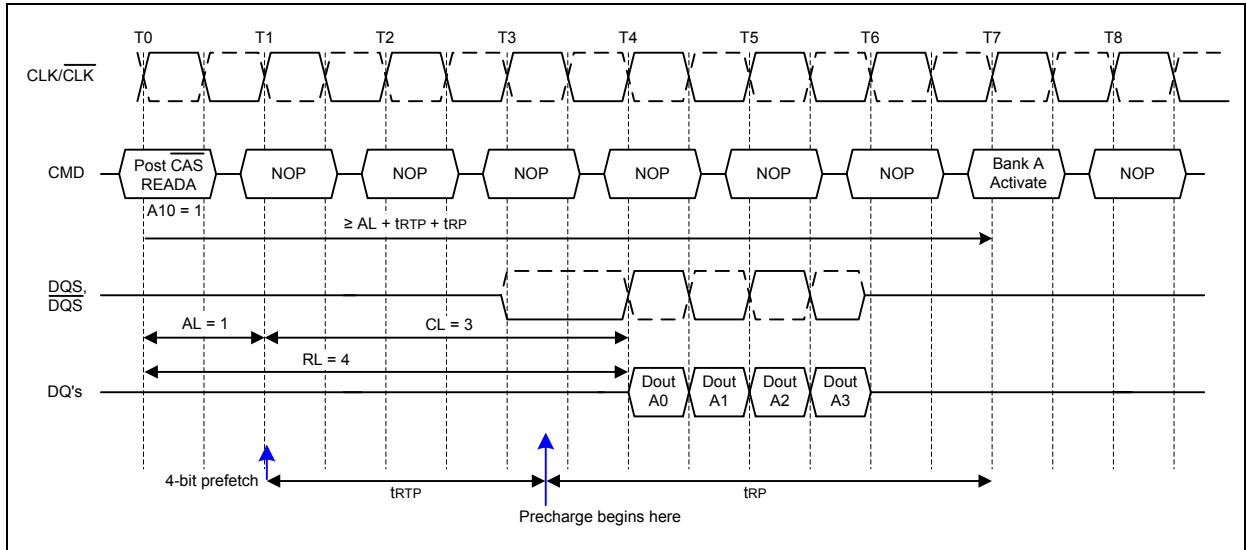 T0 T1 T2 T3 T4 T5 T6 T7 T8
CLK/CLK
CMD
Post CAS
READA
NOP NOP NOP NOP NOP NOP
Bank A
Activate
NOP
A10 = 1
≥ AL + tRTP + tRP
DQS,
DQS
AL = 1
CL = 3
RL = 4
DQ's
Dout
A0
Dout
A1
Dout
A2
Dout
A3
4-bit prefetch
tRTP
tRP
Precharge begins here